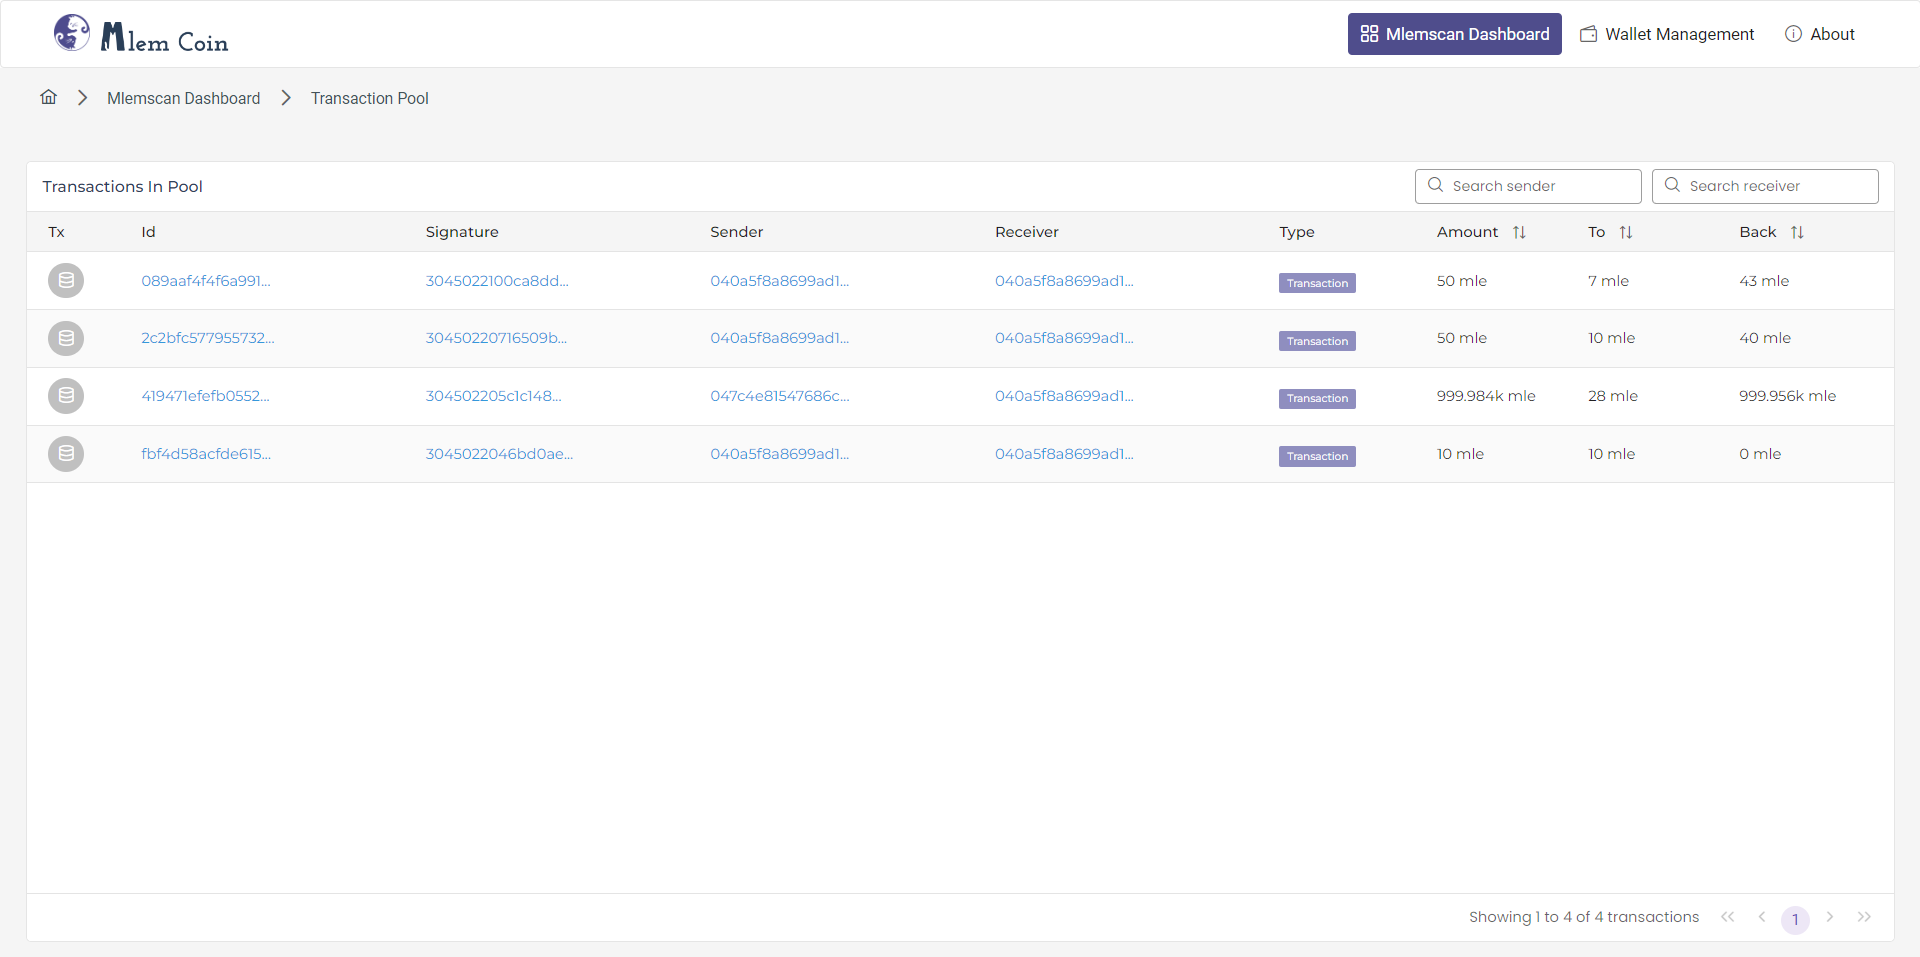 Mlem Coin
Mlemscan Dashboard
Wallet Management
About
Mlemscan Dashboard
Transaction Pool
Transactions In Pool
Search sender
Search receiver
Tx Id Signature Sender Receiver Type Amount To Back
089aaf4f4f6a991... 3045022100ca8dd... 040a5f8a8699ad1... 040a5f8a8699ad1... Transaction 50 mle 7 mle 43 mle
2c2bfc577955732... 30450220716509b... 040a5f8a8699ad1... 040a5f8a8699ad1... Transaction 50 mle 10 mle 40 mle
419471efefb0552... 304502205c1c148... 047c4e81547686c... 040a5f8a8699ad1... Transaction 999.984k mle 28 mle 999.956k mle
fbf4d58acfde615... 3045022046bd0ae... 040a5f8a8699ad1... 040a5f8a8699ad1... Transaction 10 mle 10 mle 0 mle
Showing 1 to 4 of 4 transactions
1